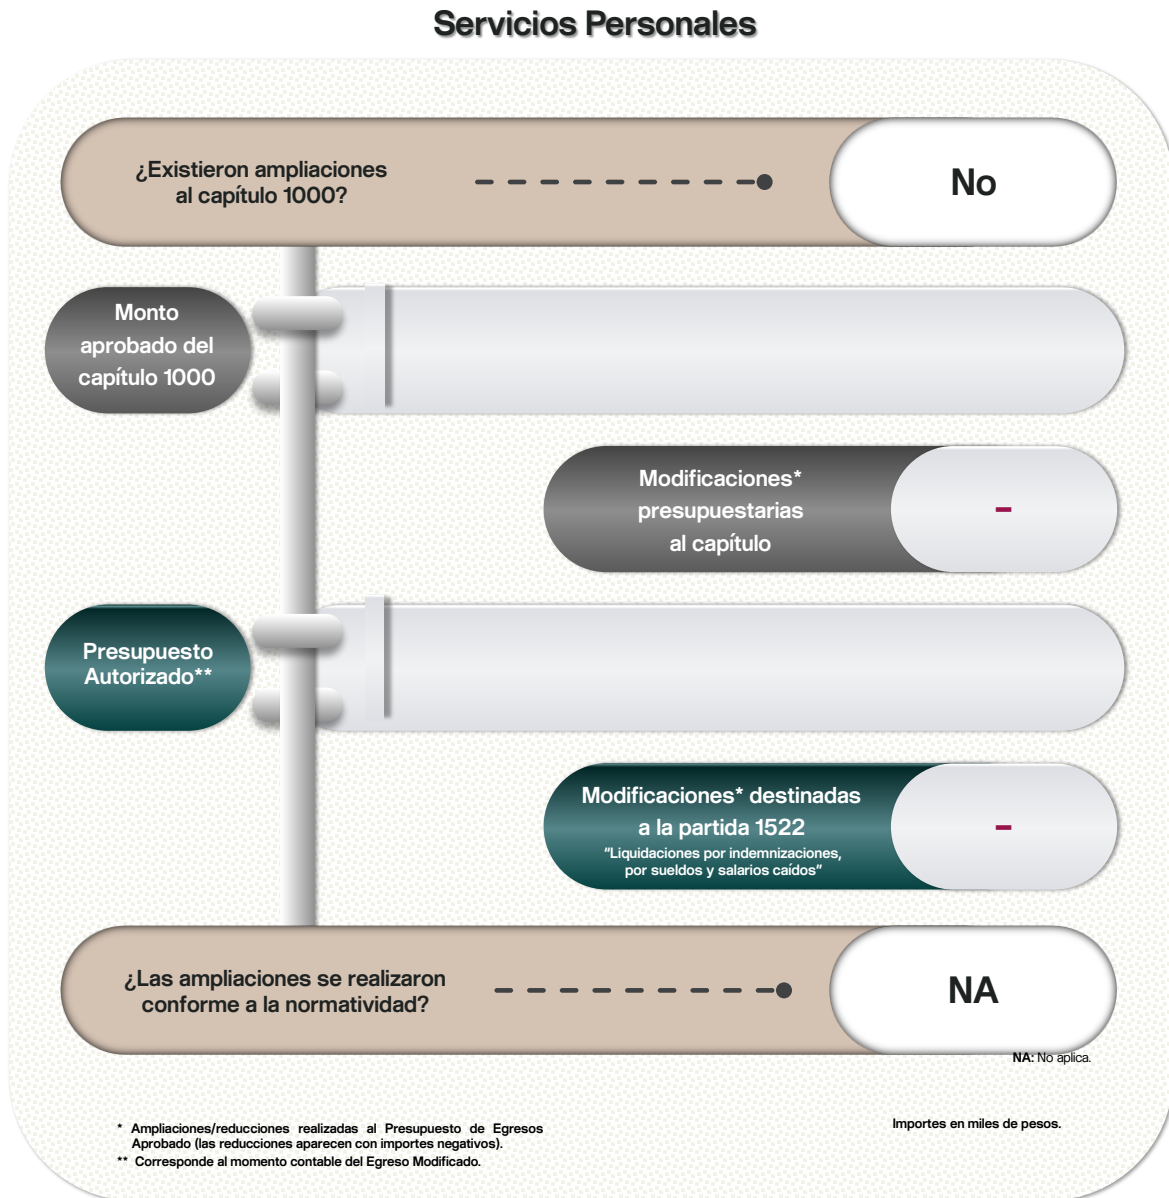 Servicios Personales
¿Existieron ampliaciones
al capítulo 1000?
No
Monto
aprobado del
capítulo 1000
Modificaciones*
presupuestarias
al capítulo
-
Presupuesto
Autorizado**
Modificaciones* destinadas
a la partida 1522
"Liquidaciones por indemnizaciones,
por sueldos y salarios caídos"
-
¿Las ampliaciones se realizaron
conforme a la normatividad?
NA
NA: No aplica.
* Ampliaciones/reducciones realizadas al Presupuesto de Egresos
Aprobado (las reducciones aparecen con importes negativos).
** Corresponde al momento contable del Egreso Modificado.
Importes en miles de pesos.